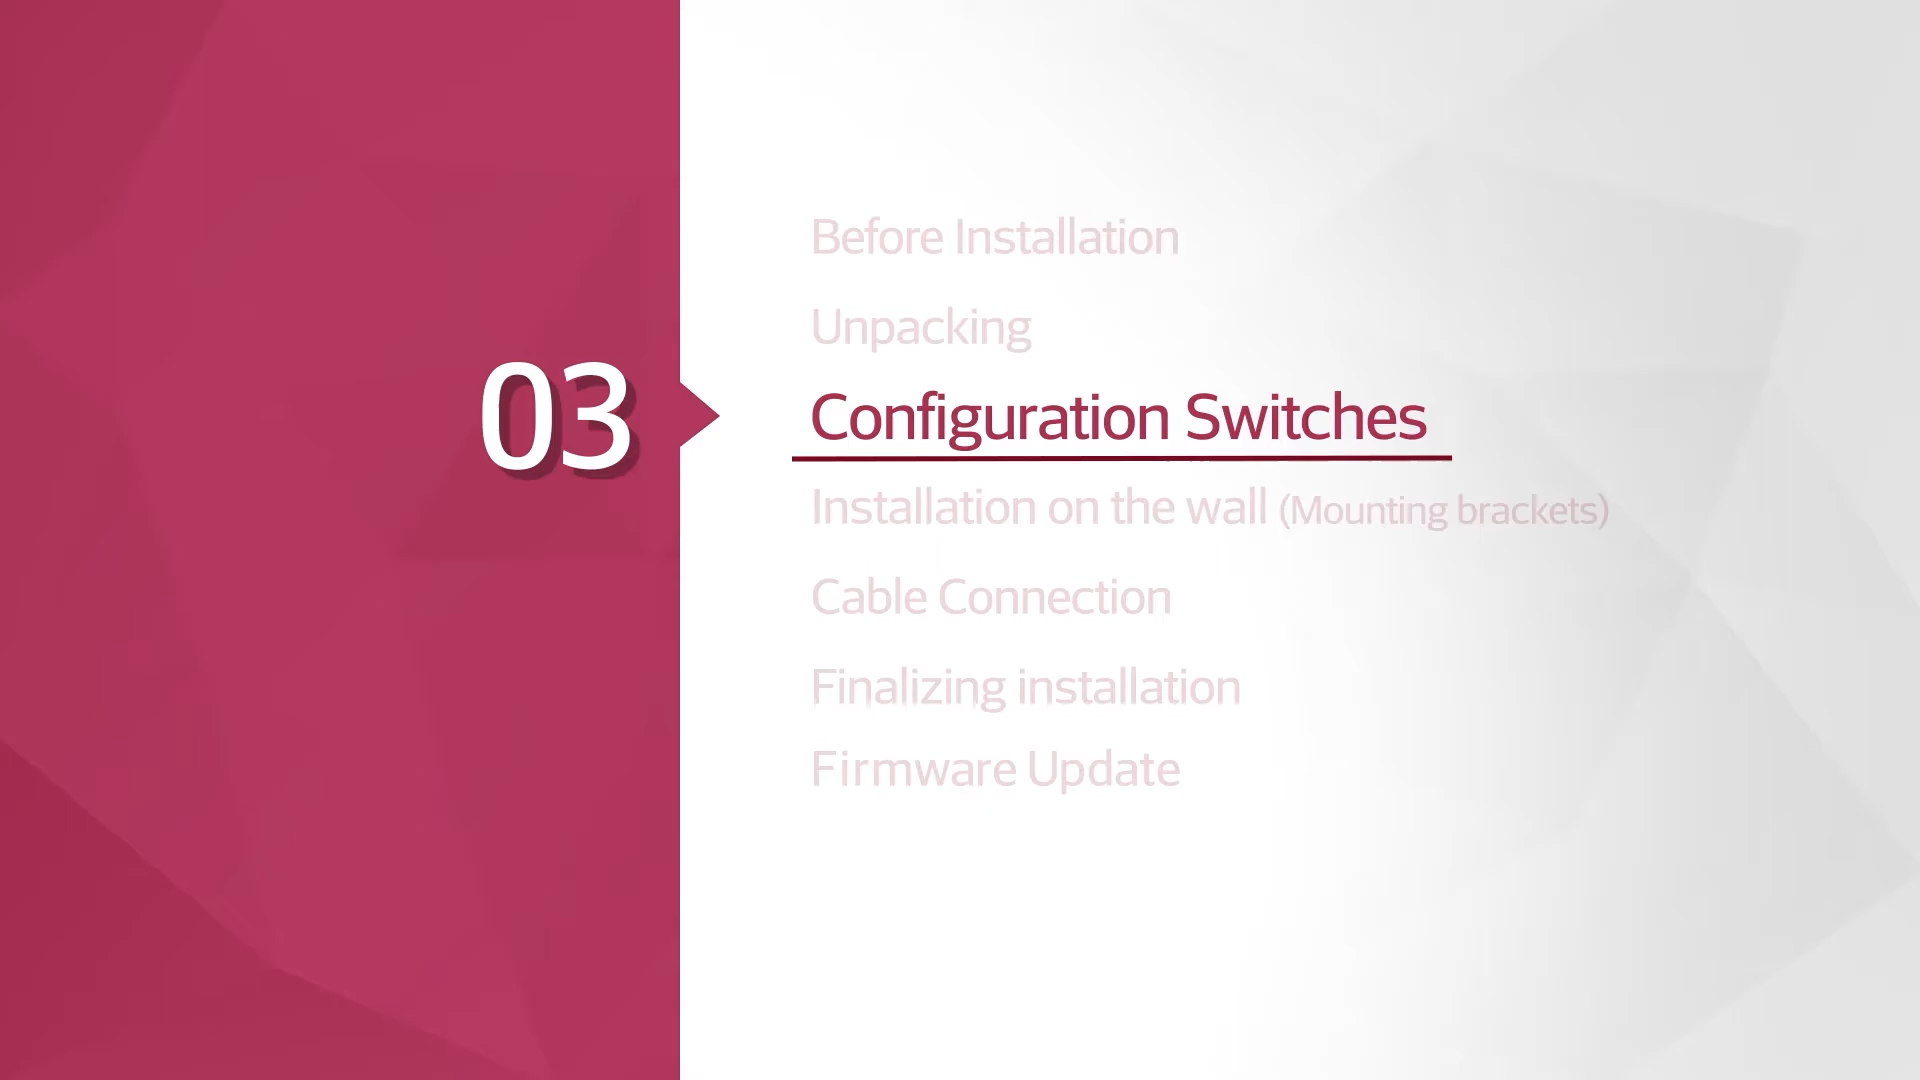 Before Installation
Unpacking
03
Configuration Switches
Installation on the wall (Mounting brackets)
Cable Connection
Finalizing installation
Firmware Update